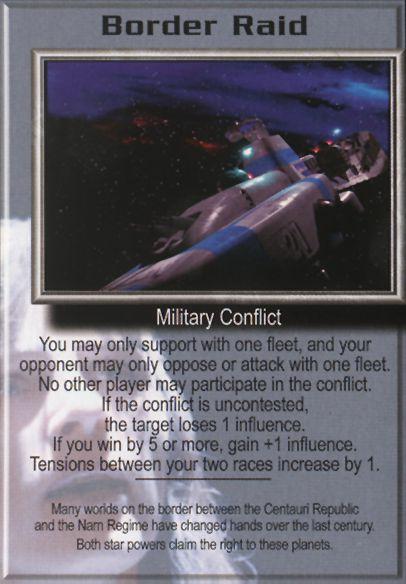 Border Raid
Military Conflict
You may only support with one fleet, and your
opponent may only oppose or attack with one fleet.
No other player may participate in the conflict.
If the conflict is uncontested,
the target loses 1 influence.
If you win by 5 or more, gain +1 influence.
Tensions between your two races increase by 1.
Many worlds on the border between the Centauri Republic
and the Narn Regime have changed hands over the last century.
Both star powers claim the right to these planets.